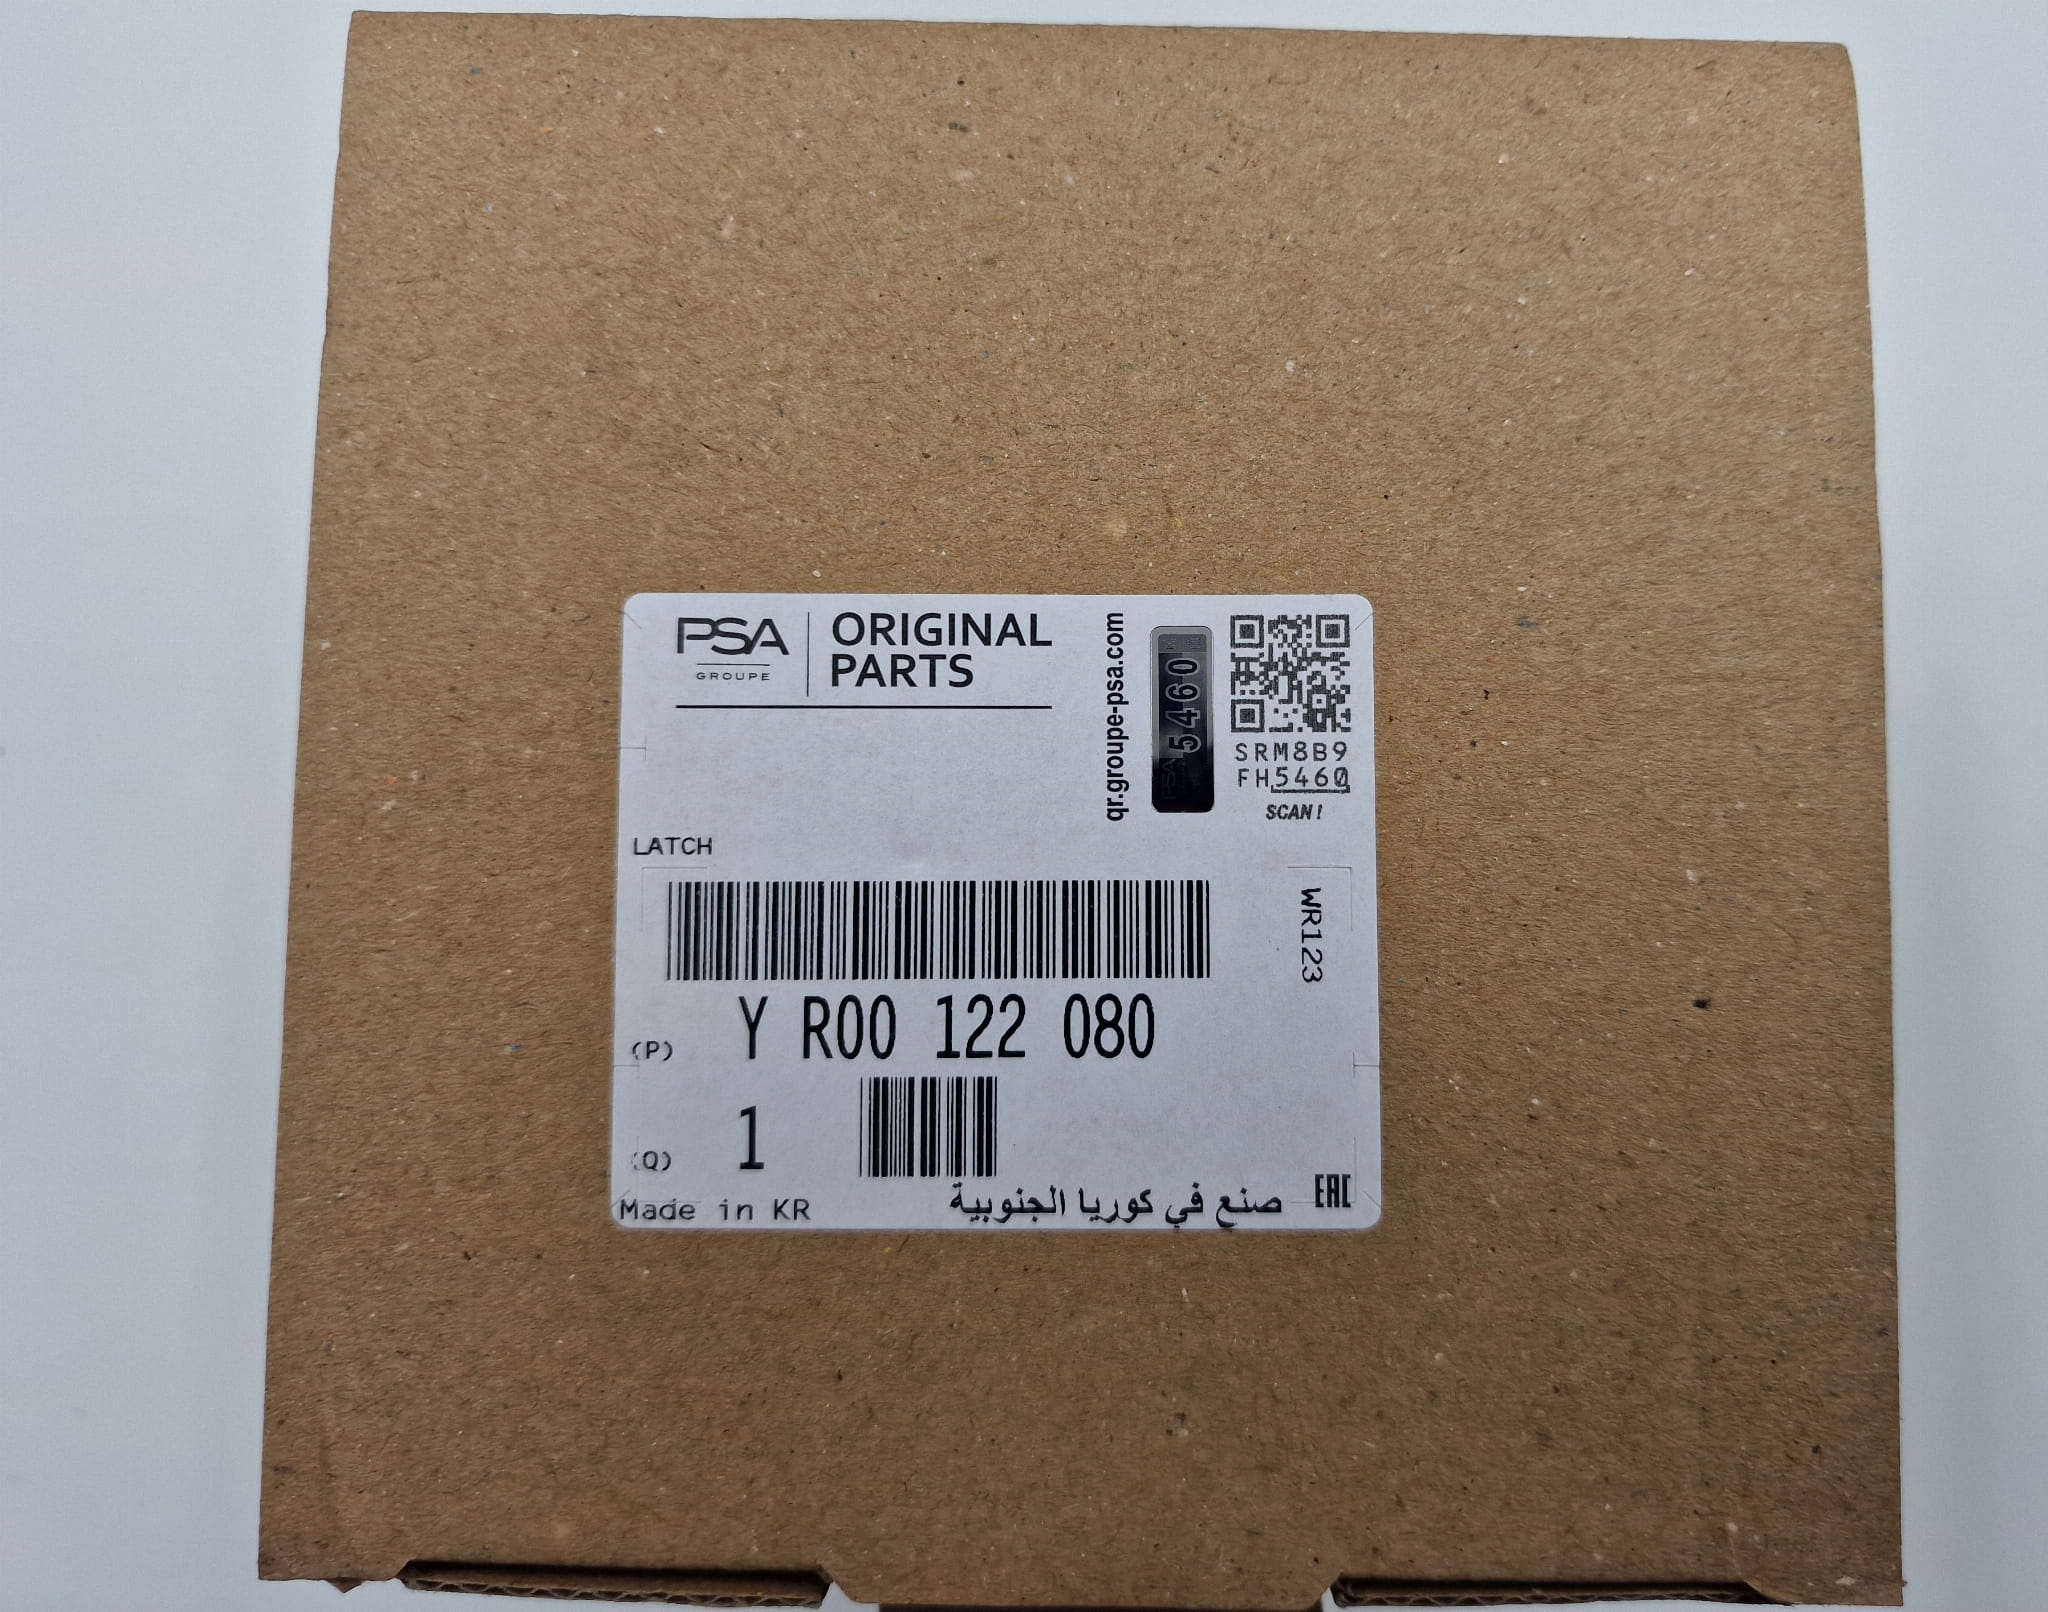 PSA
GROUPE
ORIGINAL
PARTS
qr.groupe-psa.com
5460
SRM8B9
FH5460
SCAN!
LATCH
WR123
(P) Y R00 122 080
(Q) 1
Made in KR
صنع في كوريا الجنوبية
EAC